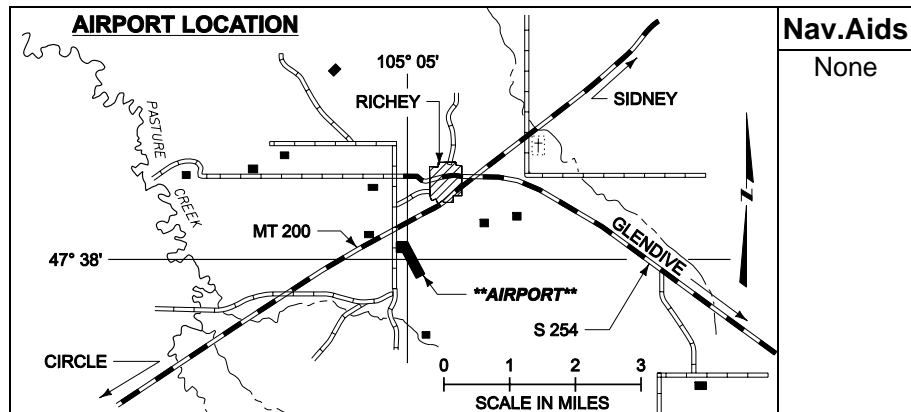 AIRPORT LOCATION
Nav.Aids
None
105° 05'
RICHEY
SIDNEY
PASTURE
CREEK
N
MT 200
GLENDIVE
47° 38'
**AIRPORT**
S 254
CIRCLE
0 1 2 3
SCALE IN MILES